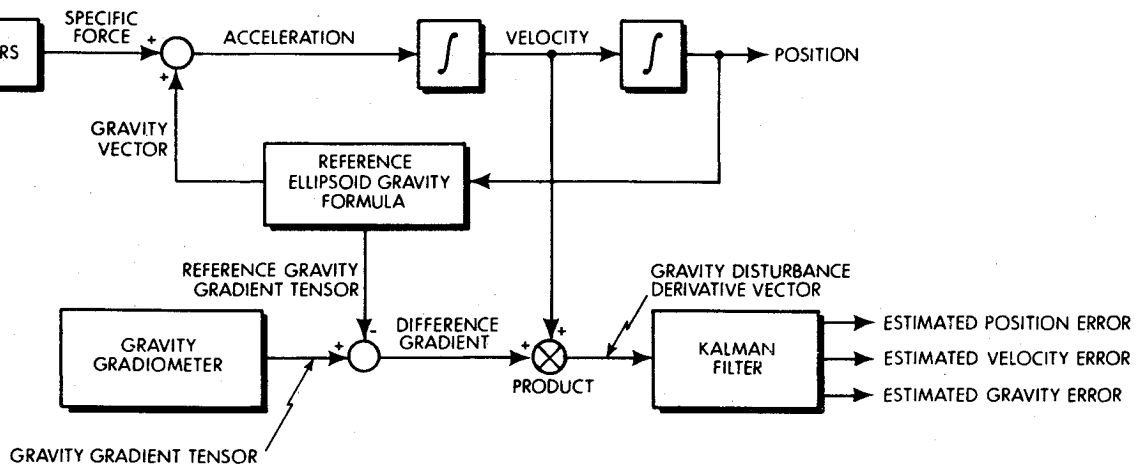 SPECIFIC
FORCE
RS
ACCELERATION
∫
VELOCITY
∫
POSITION
GRAVITY
VECTOR
REFERENCE
ELLIPSOID GRAVITY
FORMULA
REFERENCE GRAVITY
GRADIENT TENSOR
GRAVITY DISTURBANCE
DERIVATIVE VECTOR
GRAVITY
GRADIOMETER
DIFFERENCE
GRADIENT
PRODUCT
KALMAN
FILTER
ESTIMATED POSITION ERROR
ESTIMATED VELOCITY ERROR
ESTIMATED GRAVITY ERROR
GRAVITY GRADIENT TENSOR